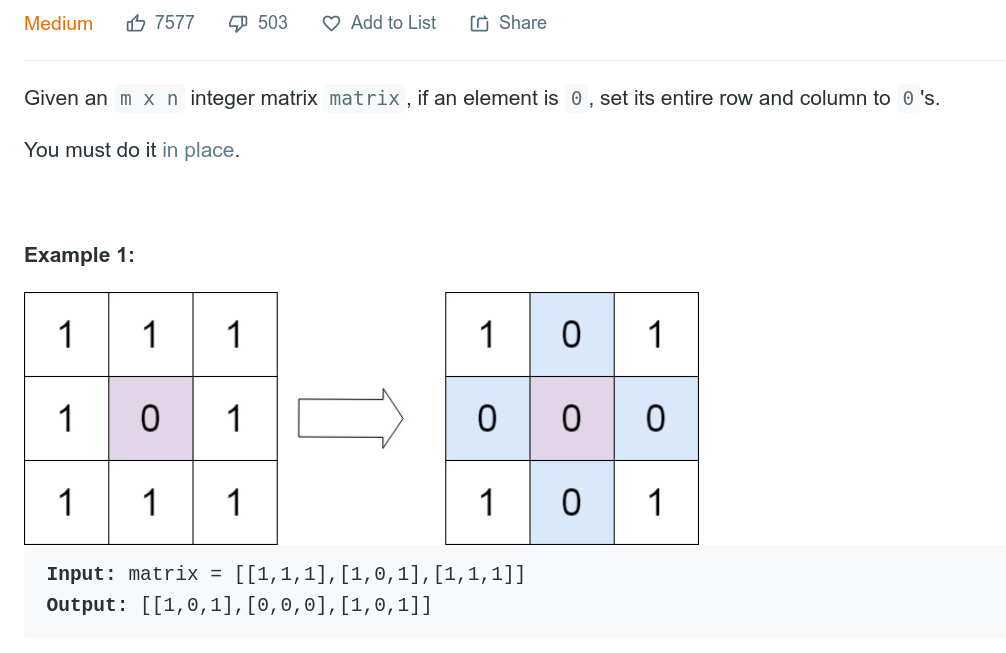 Medium 7577 503 Add to List Share
Given an m x n integer matrix matrix , if an element is 0 , set its entire row and column to 0 's.
You must do it in place.
Example 1:
1 1 1 1 0 1
1 0 1 0 0 0
1 1 1 1 0 1
Input: matrix = [[1,1,1],[1,0,1],[1,1,1]]
Output: [[1,0,1],[0,0,0],[1,0,1]]